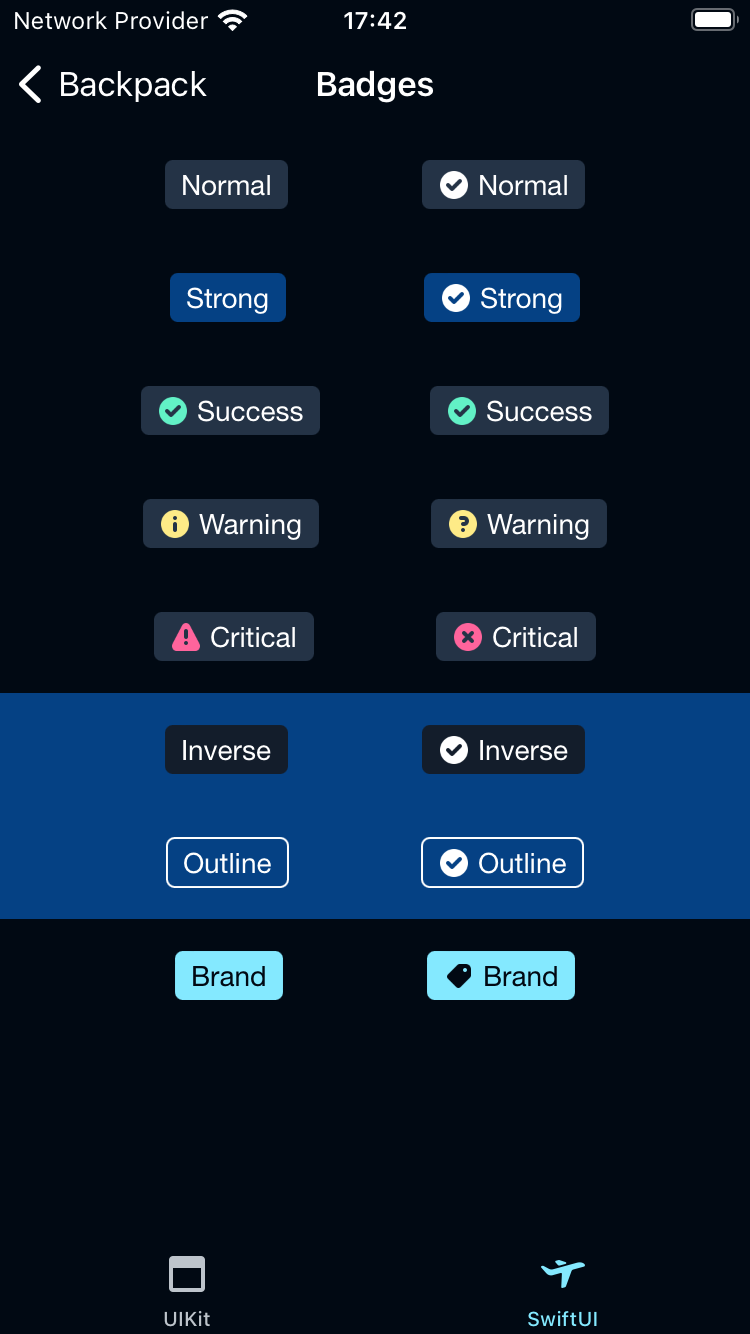 Network Provider 17:42
Backpack Badges
Normal Normal
Strong Strong
Success Success
Warning Warning
Critical Critical
Inverse Inverse
Outline Outline
Brand Brand
UIKit SwiftUI